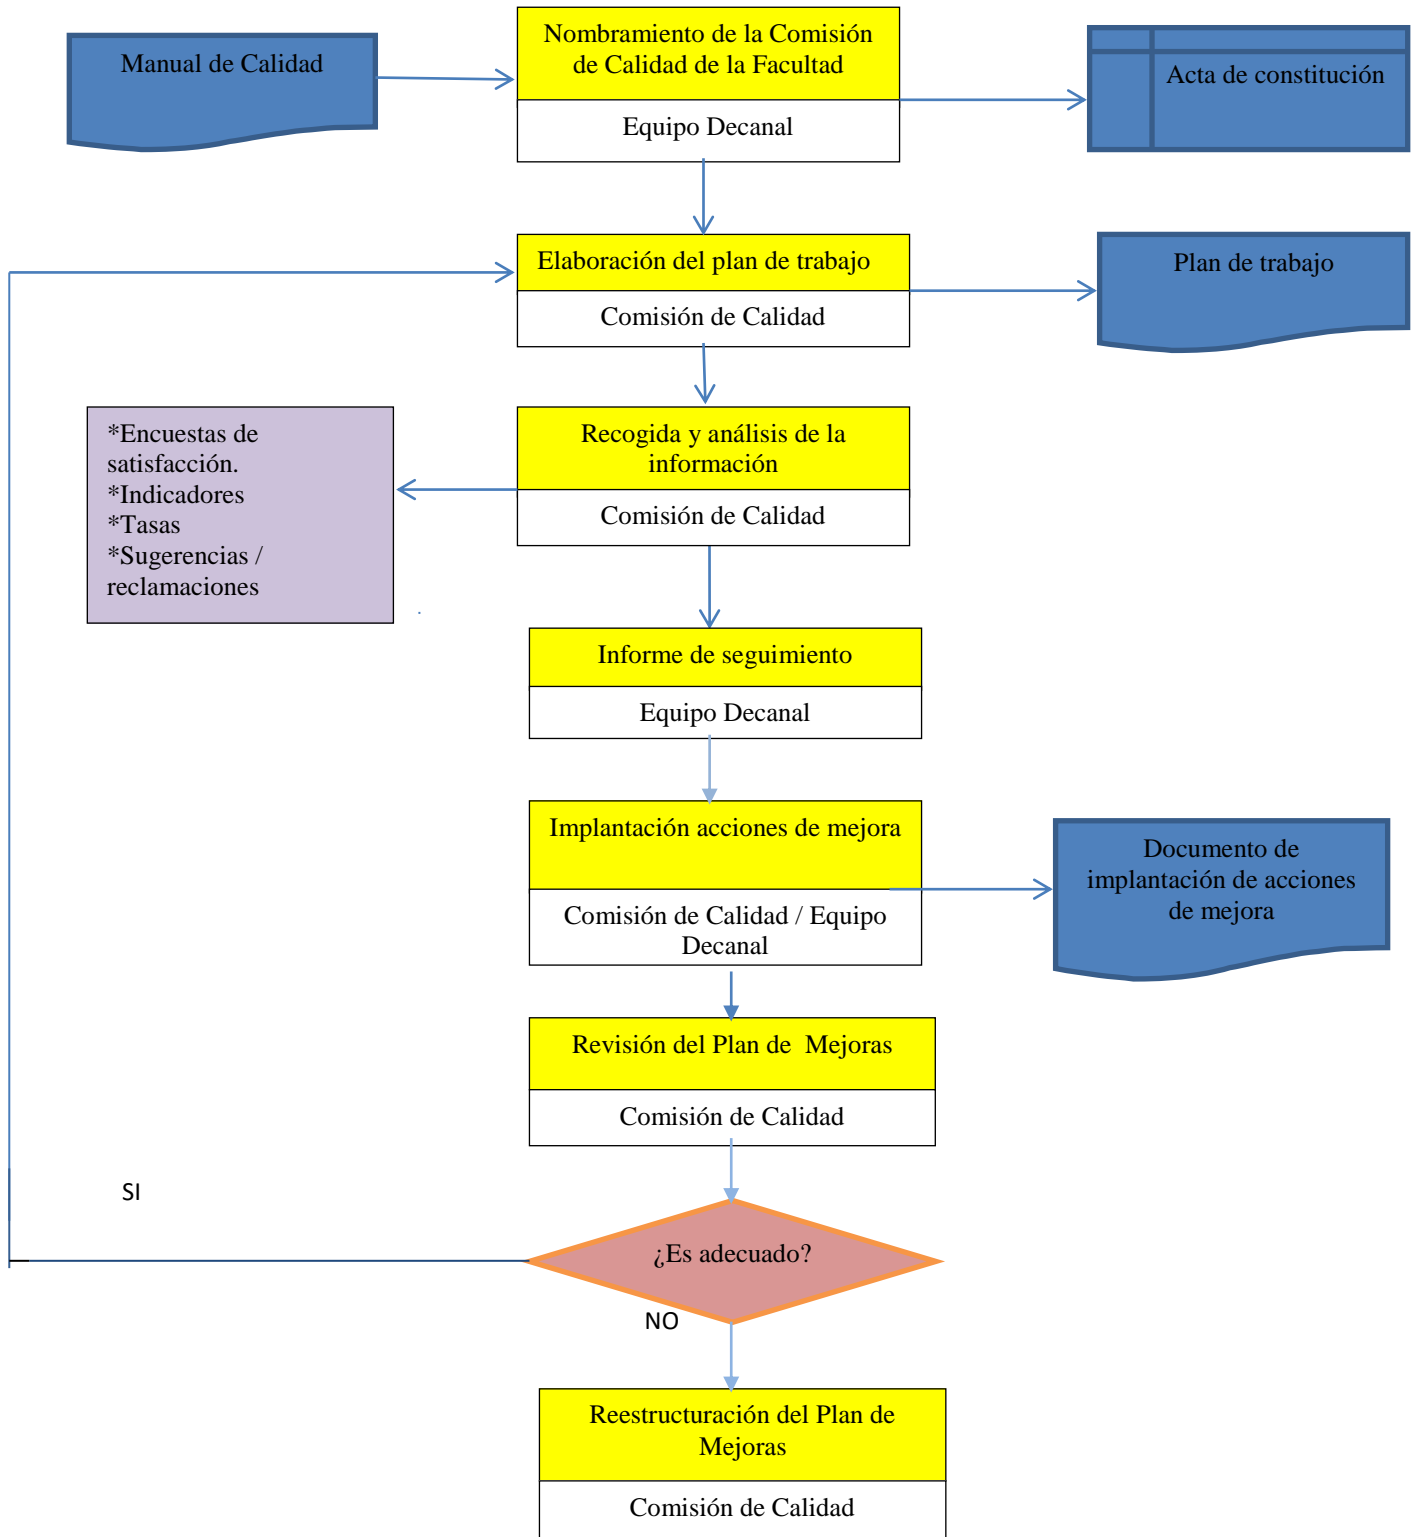 Manual de Calidad
Nombramiento de la Comisión
de Calidad de la Facultad
Equipo Decanal
Acta de constitución
Elaboración del plan de trabajo
Comisión de Calidad
Plan de trabajo
*Encuestas de
satisfacción.
*Indicadores
*Tasas
*Sugerencias /
reclamaciones
Recogida y análisis de la
información
Comisión de Calidad
Informe de seguimiento
Equipo Decanal
Implantación acciones de mejora
Comisión de Calidad / Equipo
Decanal
Documento de
implantación de acciones
de mejora
Revisión del Plan de  Mejoras
Comisión de Calidad
SI
¿Es adecuado?
NO
Reestructuración del Plan de
Mejoras
Comisión de Calidad